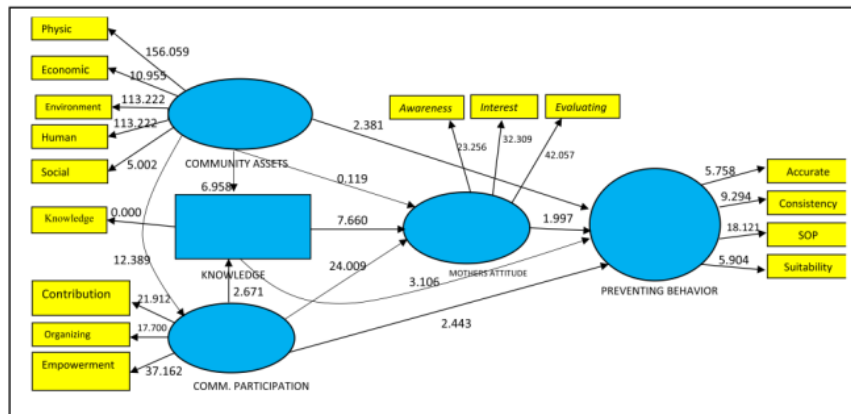 Physic
156.059
Economic
10.955
Environment
113.222
Human
113.222
Social
5.002
COMMUNITY ASSETS
Awareness
Interest
Evaluating
23.256
32.309
42.057
2.381
0.119
6.958
Knowledge
0.000
7.660
KNOWLEDGE
12.389
24.009
MOTHERS ATTITUDE
1.997
3.106
2.671
2.443
5.758
Accurate
9.294
Consistency
18.121
SOP
5.904
Suitability
PREVENTING BEHAVIOR
Contribution
21.912
Organizing
17.700
Empowerment
37.162
COMM. PARTICIPATION